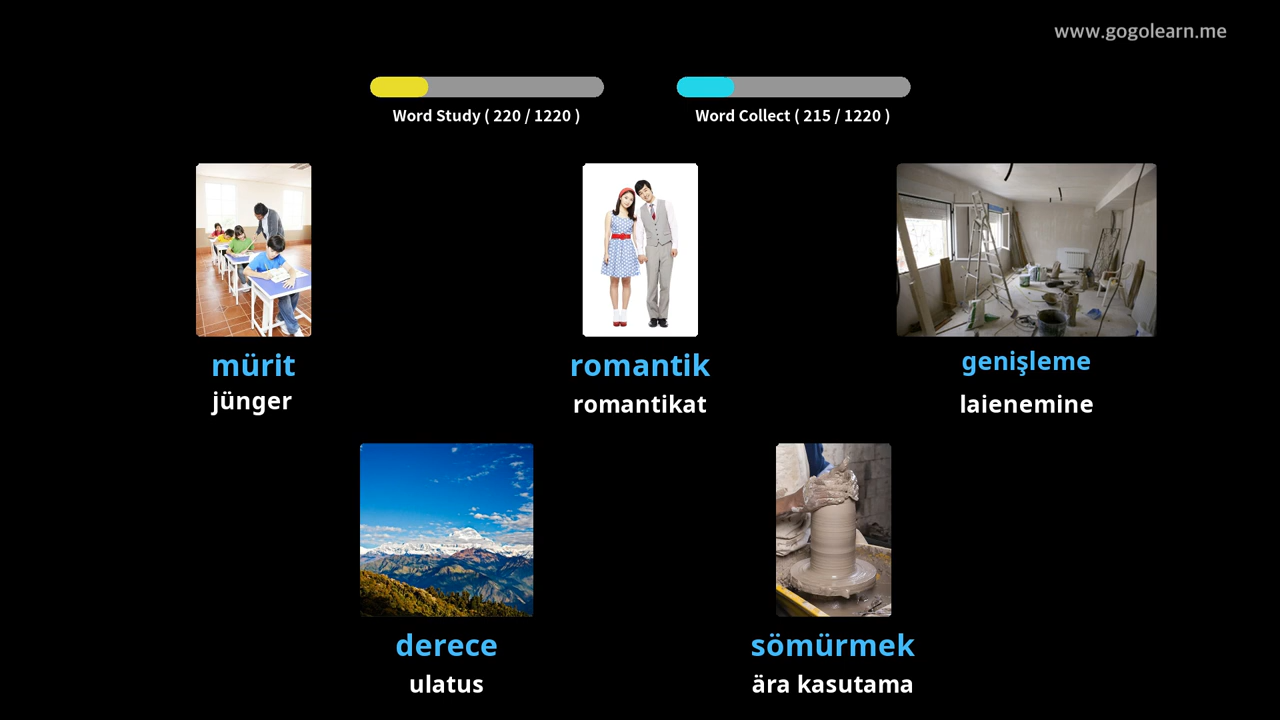 www.gogolearn.me
Word Study ( 220 / 1220 )
Word Collect ( 215 / 1220 )
mürit
jünger
romantik
romantikat
genişleme
laienemine
derece
ulatus
sömürmek
ära kasutama